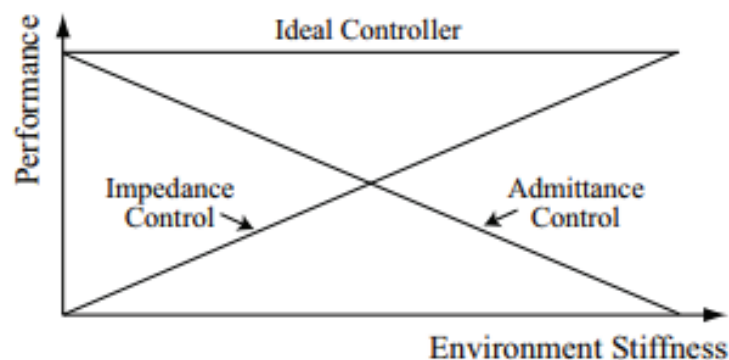 Ideal Controller
Performance
Impedance
Control
Admittance
Control
Environment Stiffness